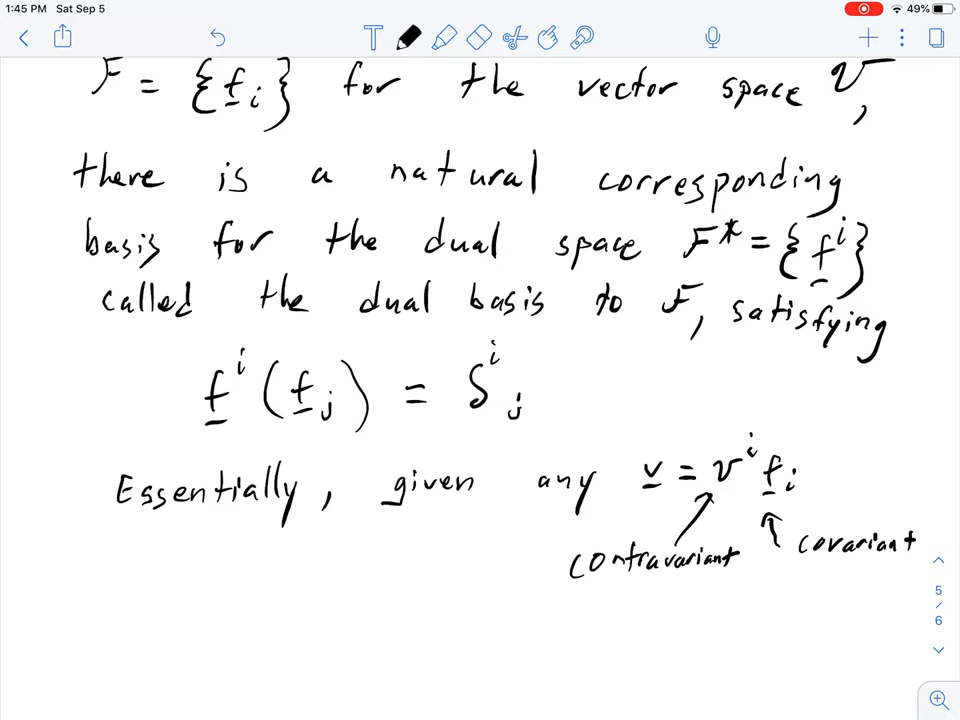 1:45 PM Sat Sep 5 49%
T
F = {f_i} for the vector space V,
there is a natural corresponding
basis for the dual space F* = {f^i}
called the dual basis to F, satisfying
f^i (f_j) = δ^i_j
Essentially, given any v = v^i f_i
contravariant covariant
5
/
6